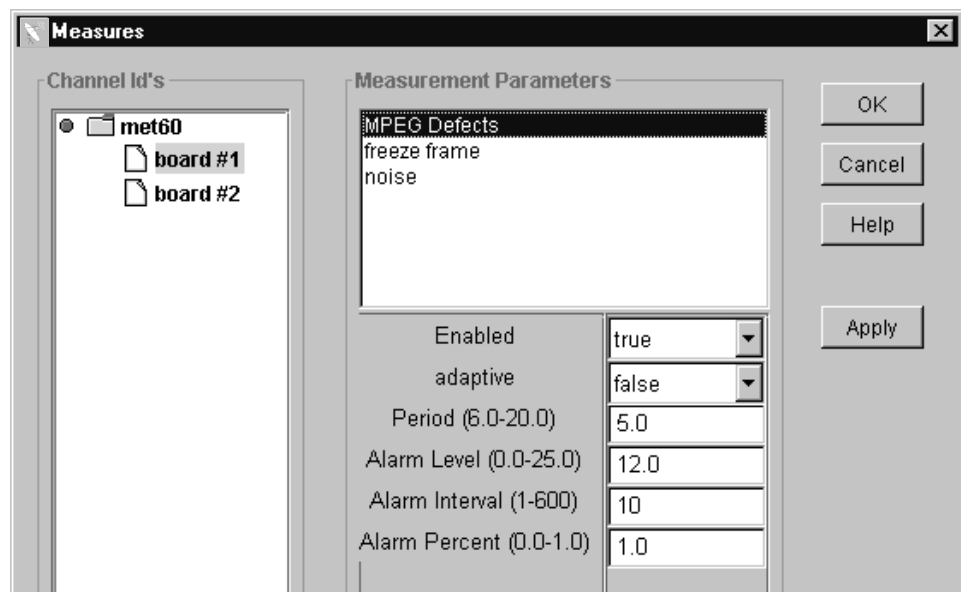 Measures
Channel Id's
met60
board #1
board #2
Measurement Parameters
MPEG Defects
freeze frame
noise
Enabled true
adaptive false
Period (6.0-20.0) 5.0
Alarm Level (0.0-25.0) 12.0
Alarm Interval (1-600) 10
Alarm Percent (0.0-1.0) 1.0
OK
Cancel
Help
Apply